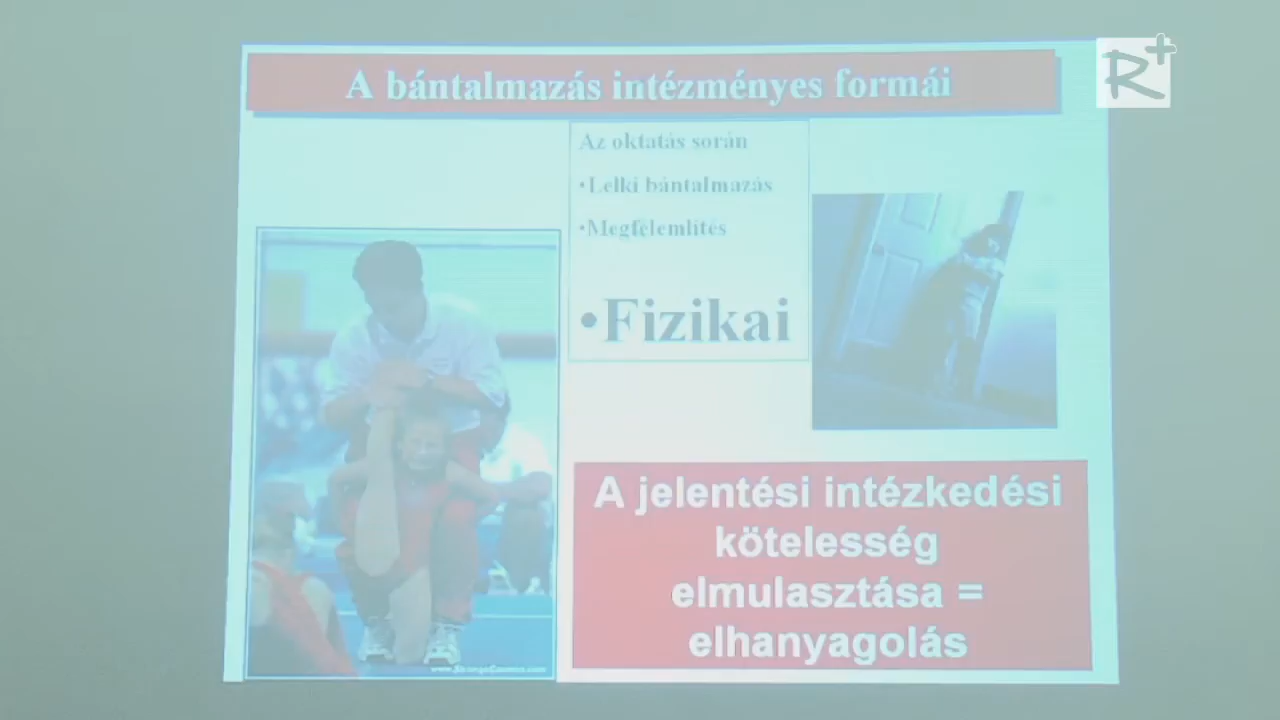 A bántalmazás intézményes formái
Az oktatás során
•Lelki bántalmazás
•Megfélemlítés
•Fizikai
A jelentési intézkedési
kötelesség
elmulasztása =
elhanyagolás
R+